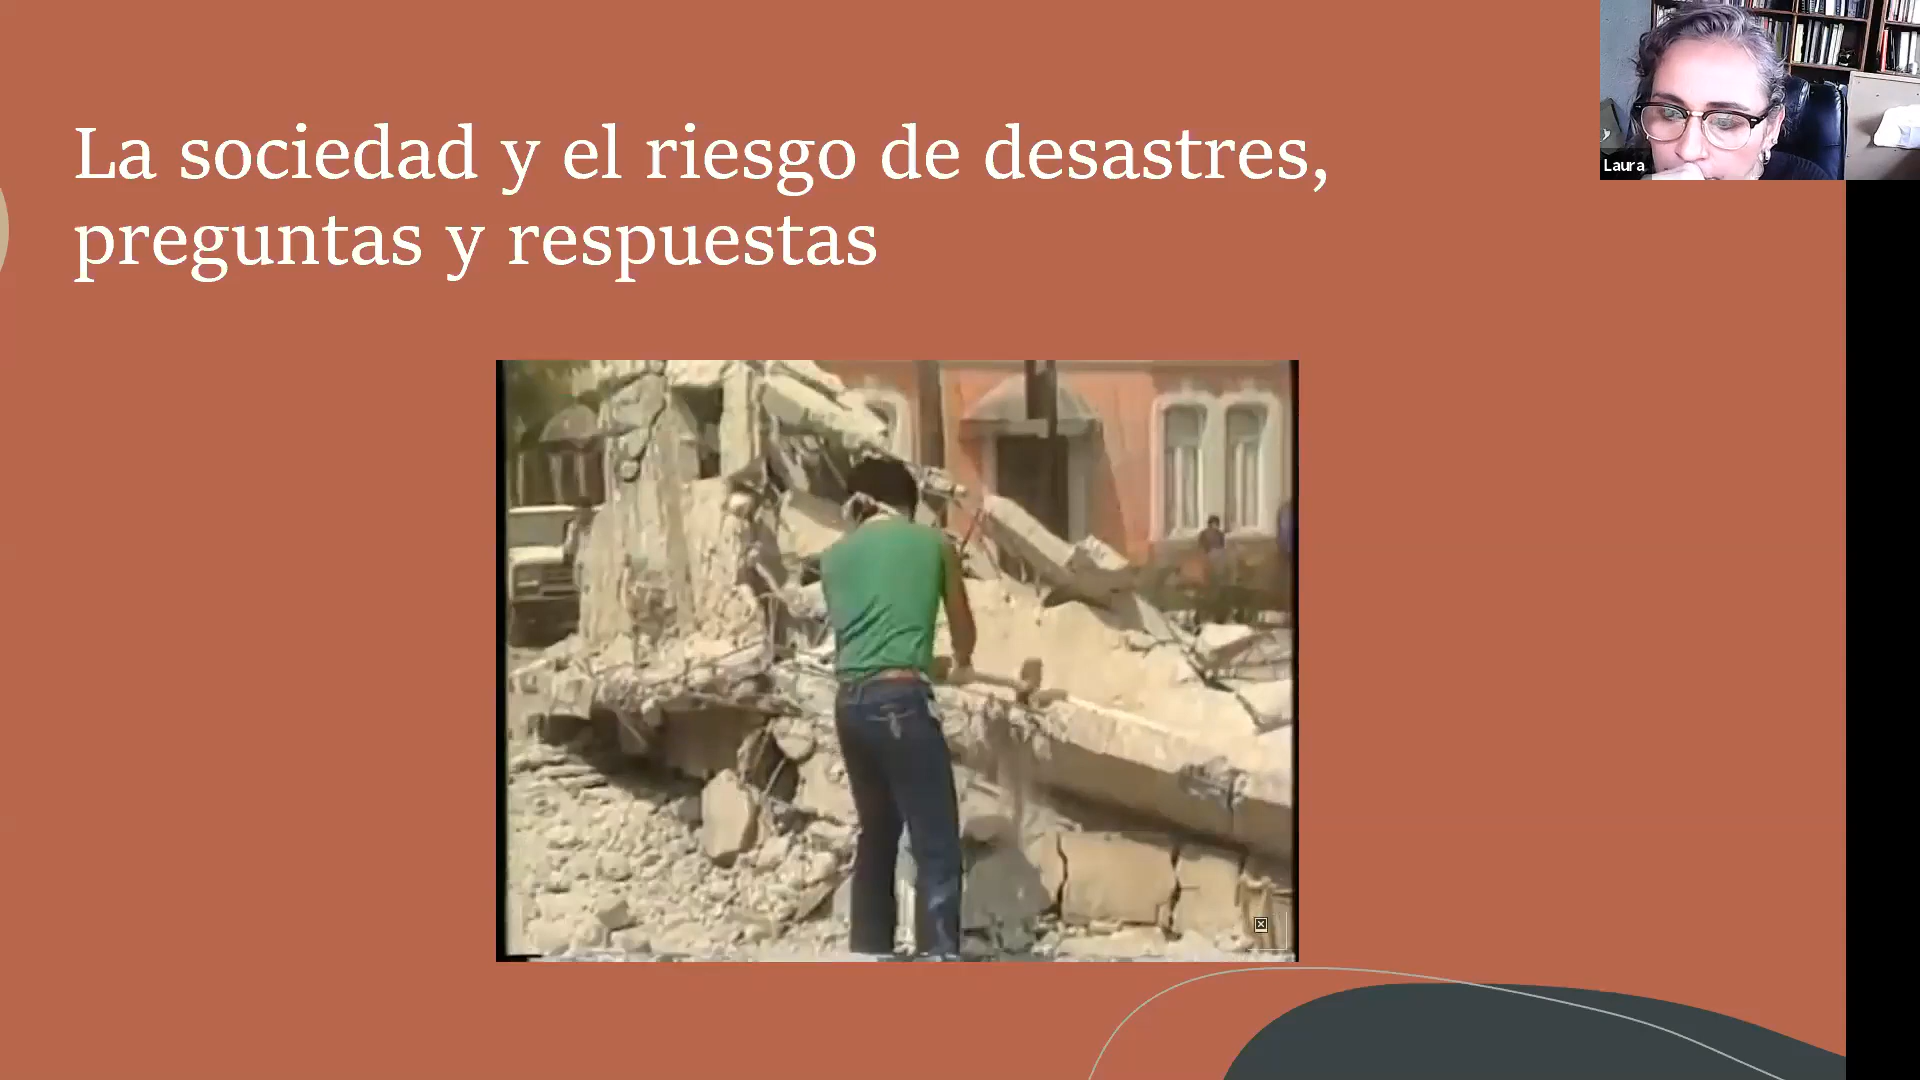 La sociedad y el riesgo de desastres,
preguntas y respuestas
Laura